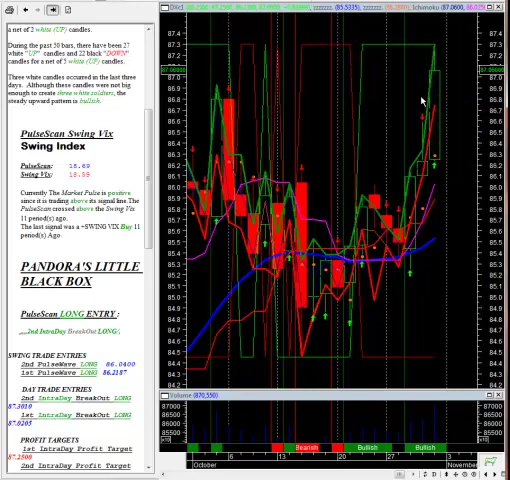 a net of 2 white (UP) candles.
During the past 50 bars, there have been 27
white "UP" candles and 22 black "DOWN"
candles for a net of 5 white (UP) candles.
Three white candles occurred in the last three
days. Although these candles were not big
enough to create three white soldiers, the
steady upward pattern is bullish.
PulseScan Swing Vix
Swing Index
PulseScan: 15.69
Swing Vix: 18.59
Currently The Market Pulse is positive
since it is trading above its signal line.The
PulseScan crossed above the Swing Vix
11 period(s) ago.
The last signal was a +SWING VIX Buy 11
period(s) Ago
PANDORA'S LITTLE
BLACK BOX
PulseScan LONG ENTRY :
2nd IntraDay BreakOut LONG
SWING TRADE ENTRIES
2nd PulseWave LONG 86.0400
1st PulseWave LONG 86.2187
DAY TRADE ENTRIES
2nd IntraDay BreakOut LONG
87.3010
1st IntraDay BreakOut LONG
87.0205
PROFIT TARGETS
1st IntraDay Profit Target
87.2500
2nd IntraDay Profit Target
87.4
87.3
87.2
87.1
86.9
86.8
86.7
86.6
86.5
86.4
86.3
86.2
86.1
86.0
85.9
85.8
85.7
85.6
85.5
85.4
85.3
85.2
85.1
85.0
84.9
84.8
84.7
84.6
84.5
84.4
84.3
84.2
Volume (870,550)
87000
86500
86000
85500
x10
Bearish
Bullish
Bullish
6
13
20
27
3
October
November